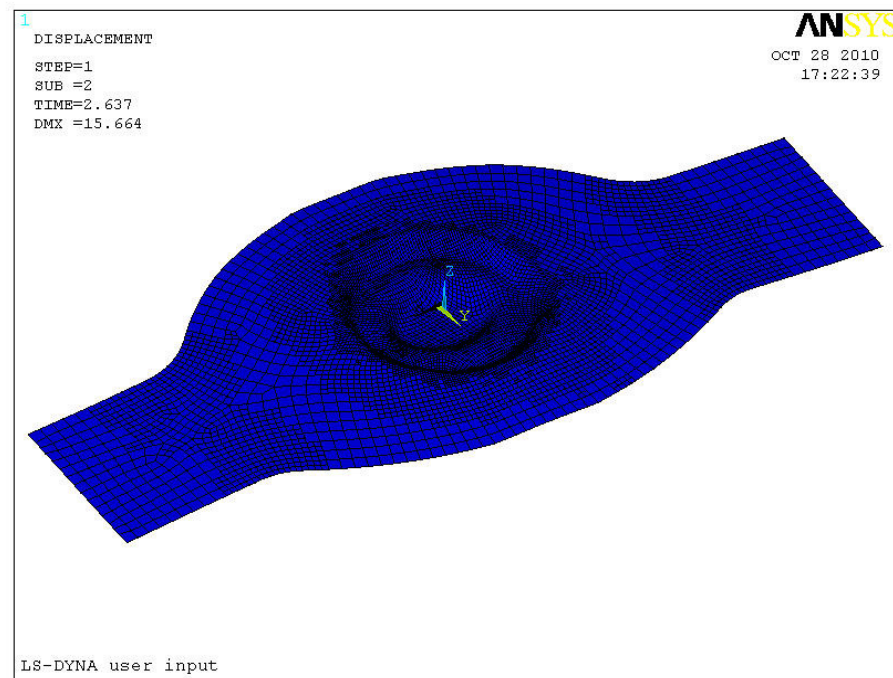 1
DISPLACEMENT
STEP=1
SUB =2
TIME=2.637
DMX =15.664
ANSYS
OCT 28 2010
17:22:39
Z
Y
LS-DYNA user input